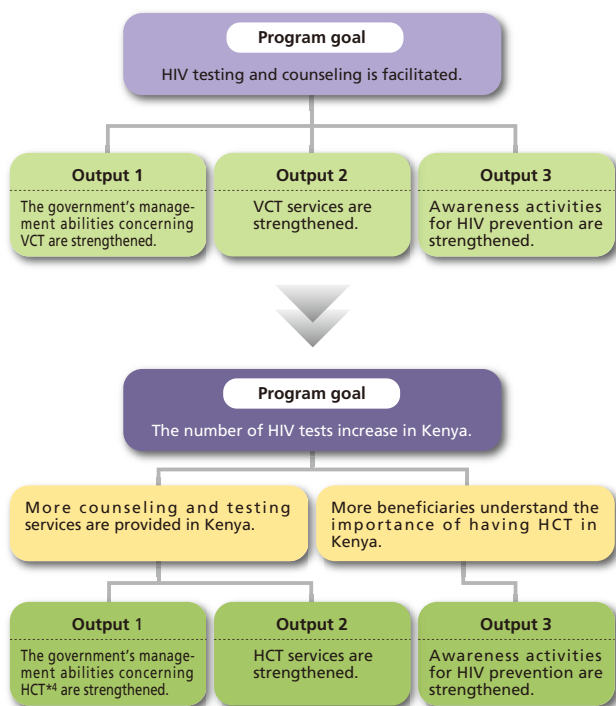 Program goal
HIV testing and counseling is facilitated.
Output 1
The government's manage-
ment abilities concerning
VCT are strengthened.
Output 2
VCT services are
strengthened.
Output 3
Awareness activities
for HIV prevention are
strengthened.
Program goal
The number of HIV tests increase in Kenya.
More counseling and testing
services are provided in Kenya.
More beneficiaries understand the
importance of having HCT in
Kenya.
Output 1
The government's manage-
ment abilities concerning
HCT*4 are strengthened.
Output 2
HCT services are
strengthened.
Output 3
Awareness activities
for HIV prevention are
strengthened.